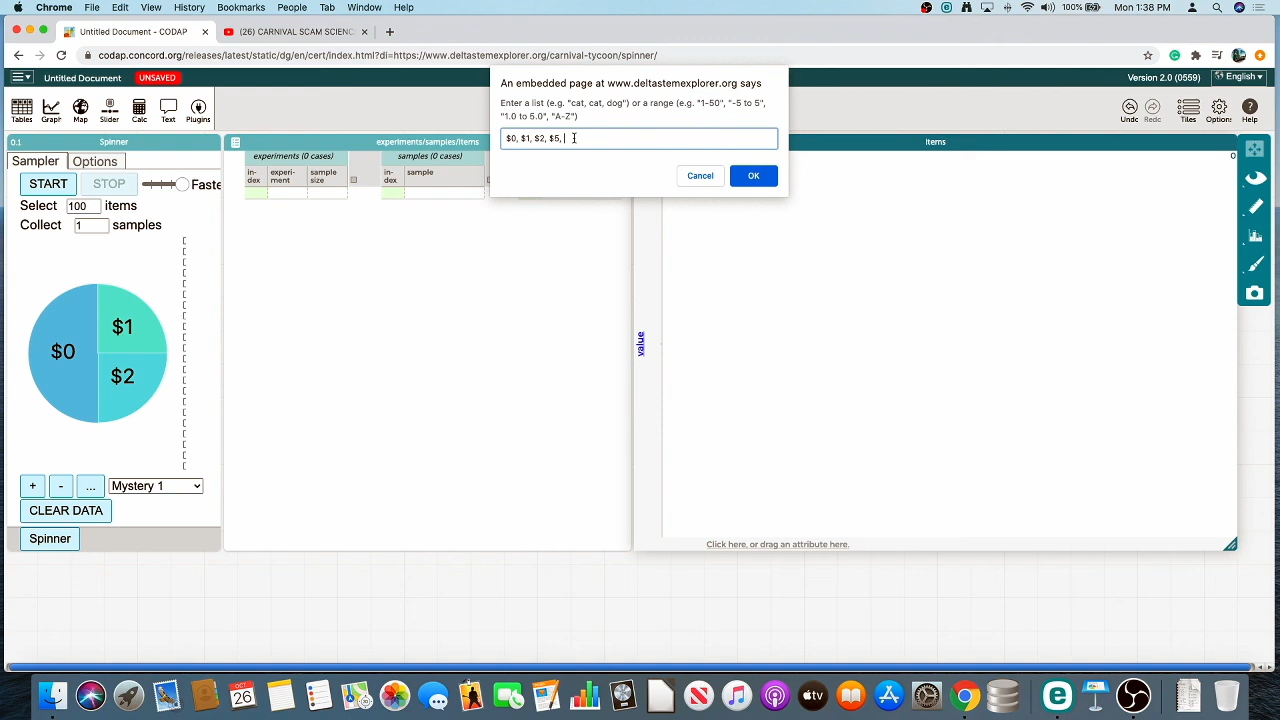 Chrome File Edit View History Bookmarks People Tab Window Help 100% Mon 1:38 PM
Untitled Document - CODAP × (26) CARNIVAL SCAM SCIENC × +
codap.concord.org/releases/latest/static/dg/en/cert/index.html?di=https://www.deltastemexplorer.org/carnival-tycoon/spinner/
Untitled Document UNSAVED Version 2.0 (0559) English
Tables Graph Map Slider Calc Text Plugins Undo Redo Tiles Options Help
An embedded page at www.deltastemexplorer.org says
Enter a list (e.g. "cat, cat, dog") or a range (e.g. "1-50", "-5 to 5",
"1.0 to 5.0", "A-Z")
$0, $1, $2, $5,
Cancel OK
0.1 Spinner
Sampler Options
START STOP Faste
Select 100 items
Collect 1 samples
$0
$1
$2
+ - ... Mystery 1
CLEAR DATA
Spinner
experiments/samples/items
experiments (0 cases) samples (0 cases)
in-
dex
experi-
ment
sample
size
in-
dex
sample
items
0
value
Click here, or drag an attribute here.
OCT
26
tv